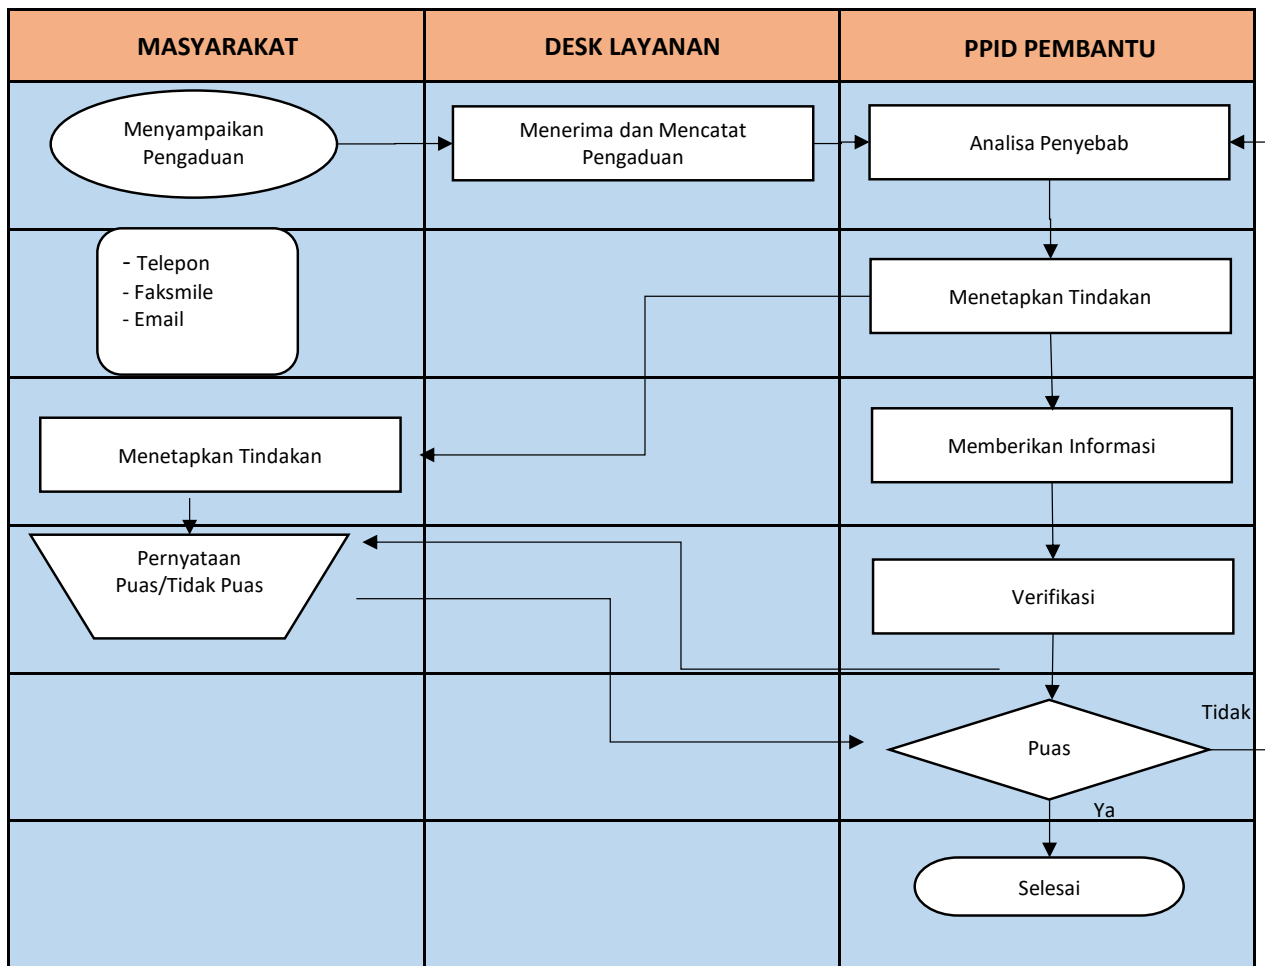 MASYARAKAT
DESK LAYANAN
PPID PEMBANTU
Menyampaikan
Pengaduan
Menerima dan Mencatat
Pengaduan
Analisa Penyebab
- Telepon
- Faksmile
- Email
Menetapkan Tindakan
Menetapkan Tindakan
Memberikan Informasi
Pernyataan
Puas/Tidak Puas
Verifikasi
Tidak
Puas
Ya
Selesai